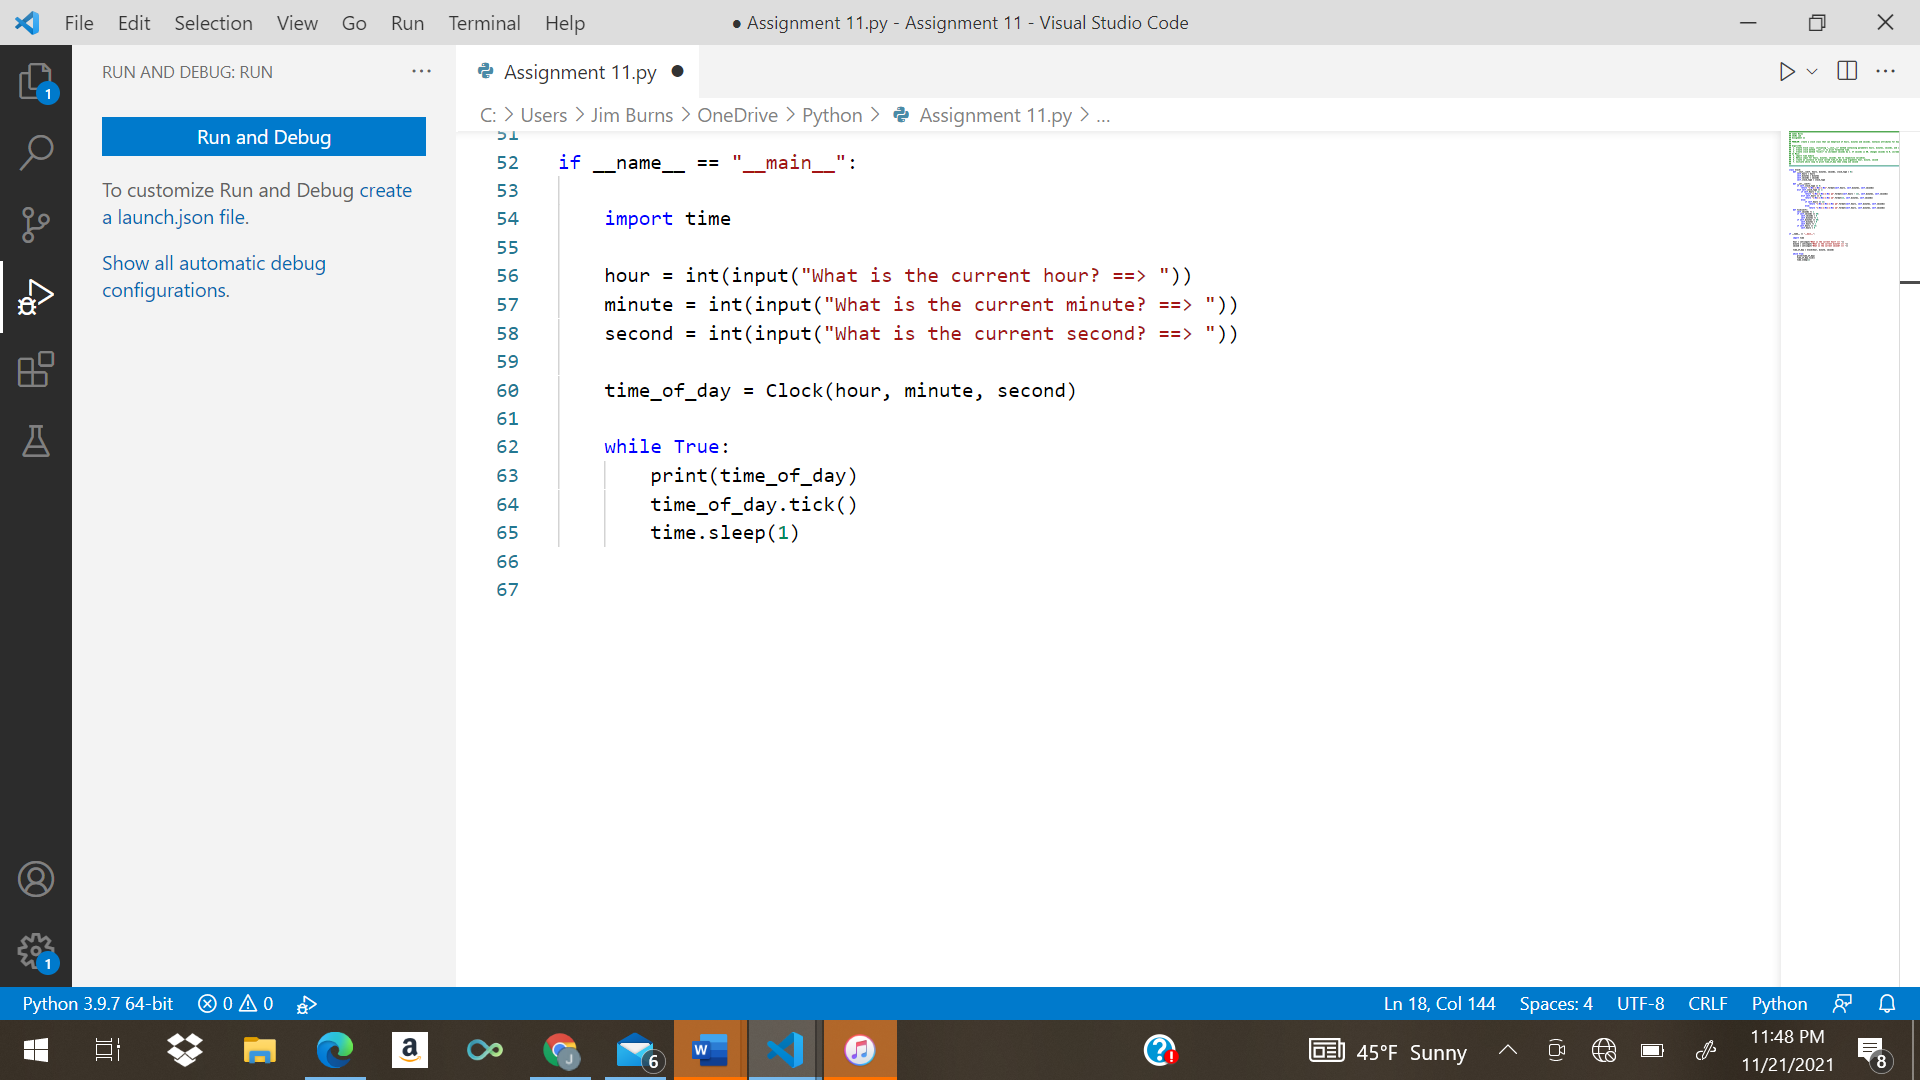 File Edit Selection View Go Run Terminal Help
● Assignment 11.py - Assignment 11 - Visual Studio Code
RUN AND DEBUG: RUN
Run and Debug
To customize Run and Debug create
a launch.json file.
Show all automatic debug
configurations.
1
1
Assignment 11.py
C: > Users > Jim Burns > OneDrive > Python > Assignment 11.py > ...
51
52 if __name__ == "__main__":
53
54 import time
55
56 hour = int(input("What is the current hour? ==> "))
57 minute = int(input("What is the current minute? ==> "))
58 second = int(input("What is the current second? ==> "))
59
60 time_of_day = Clock(hour, minute, second)
61
62 while True:
63 print(time_of_day)
64 time_of_day.tick()
65 time.sleep(1)
66
67
Python 3.9.7 64-bit 0 0
Ln 18, Col 144 Spaces: 4 UTF-8 CRLF Python
a J 6 W
45°F Sunny
11:48 PM
11/21/2021
8